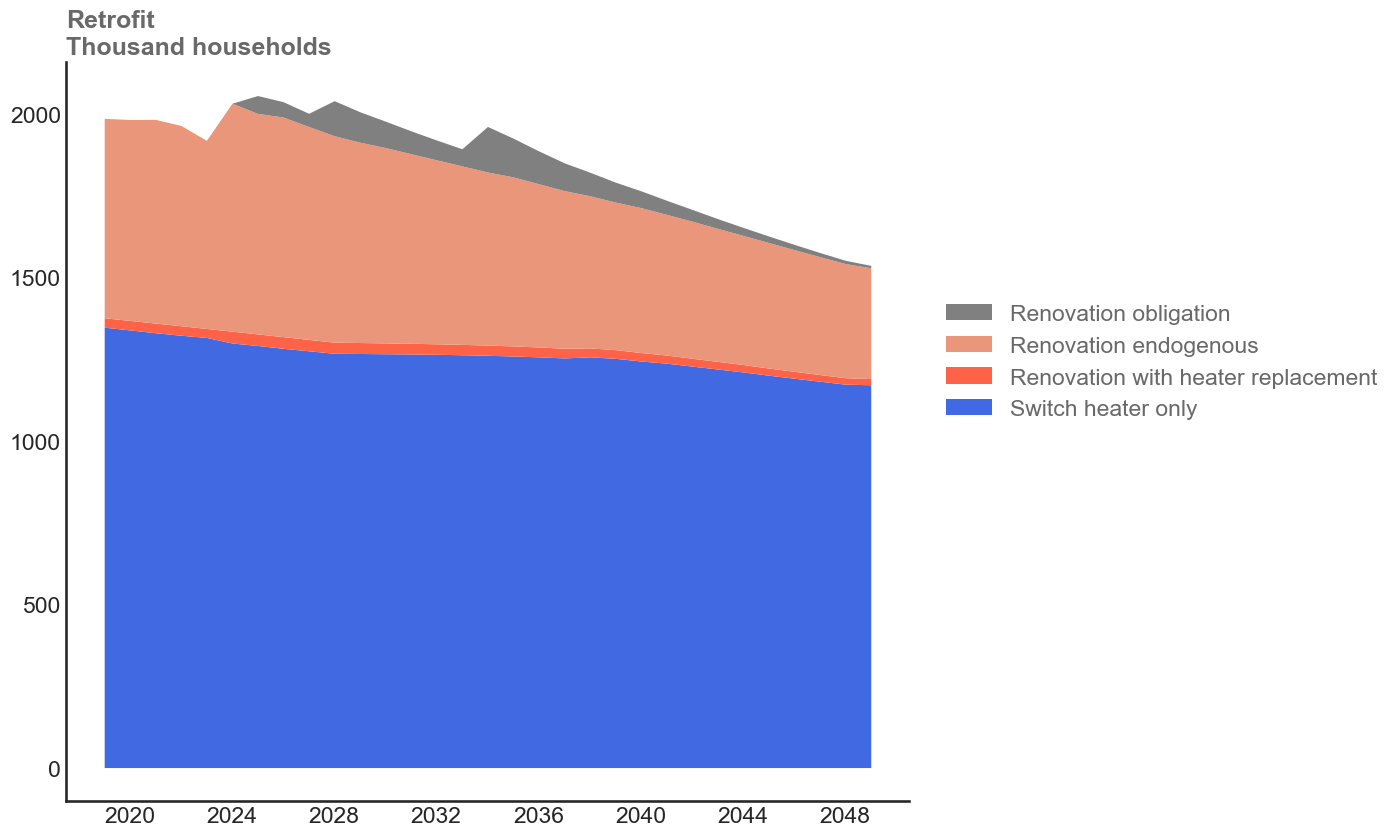 Retrofit
Thousand households
2000
1500
1000
500
0
2020 2024 2028 2032 2036 2040 2044 2048
Renovation obligation
Renovation endogenous
Renovation with heater replacement
Switch heater only